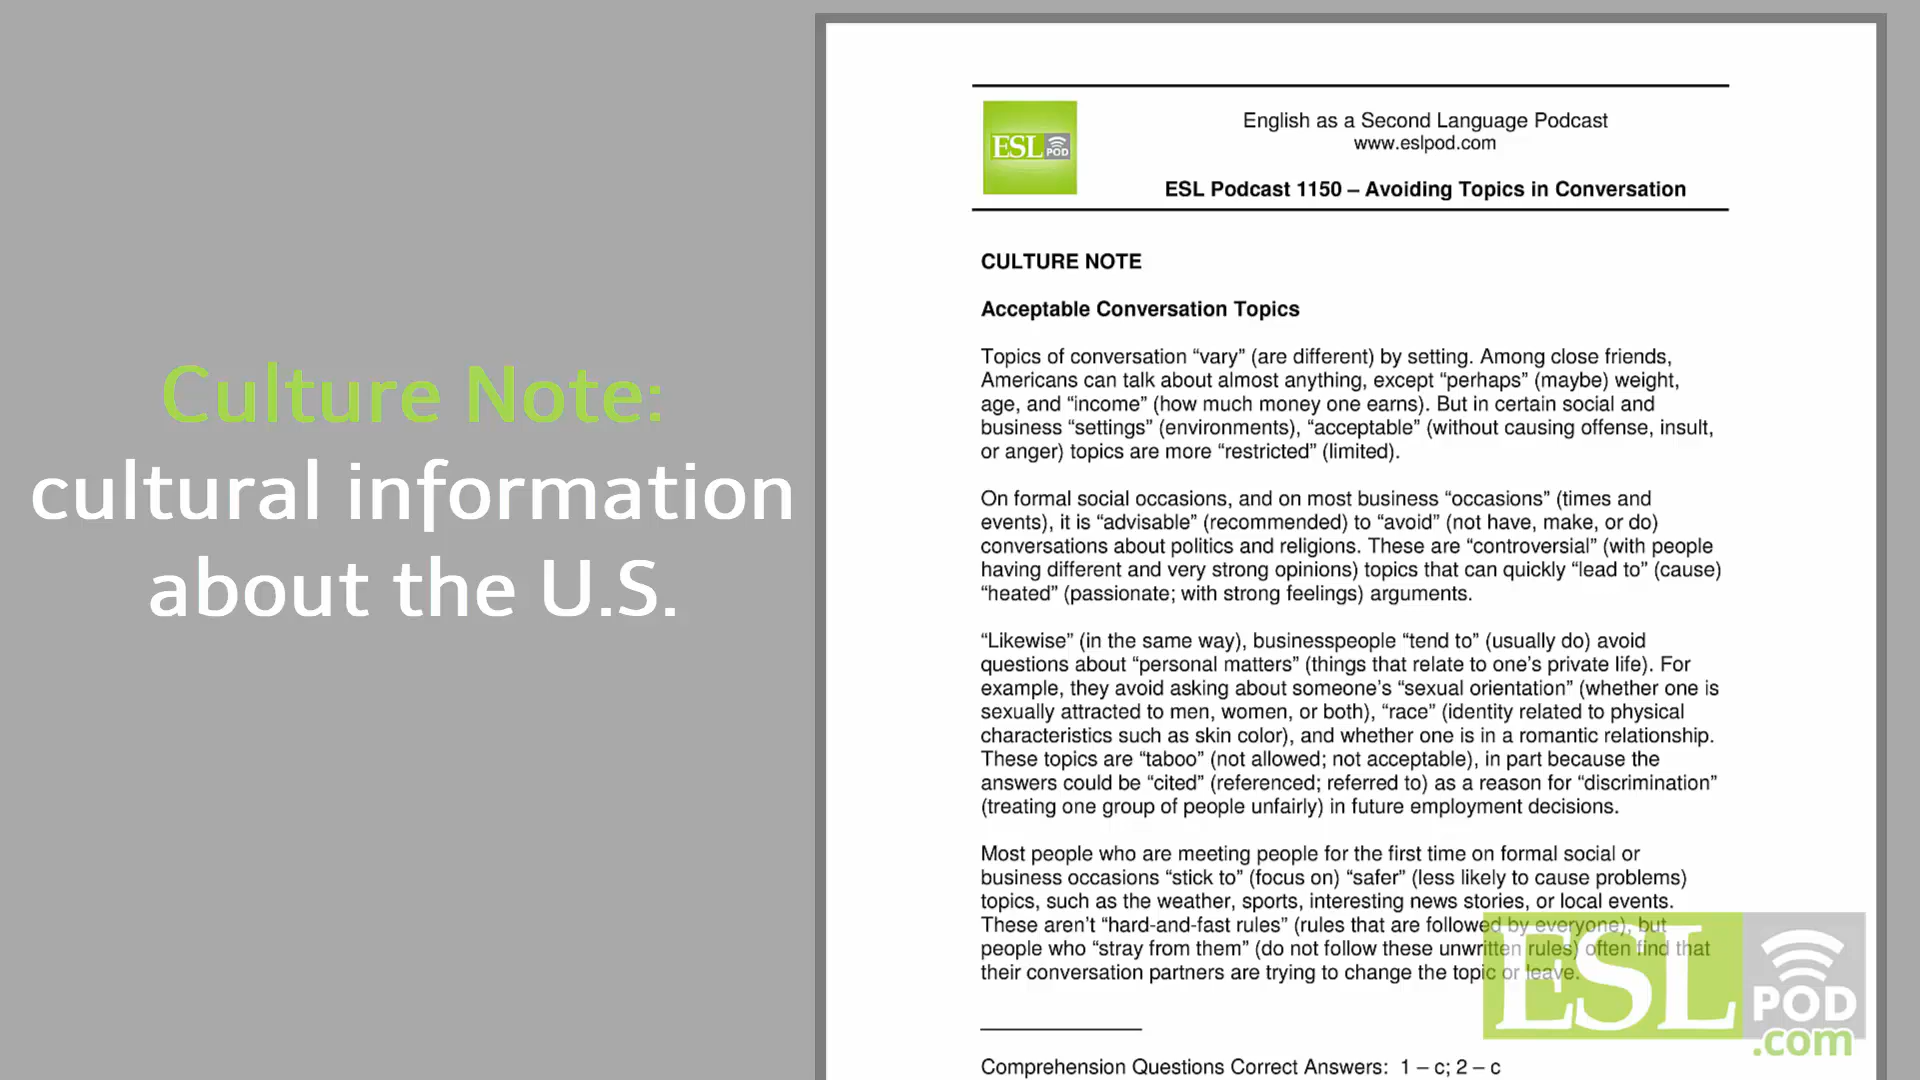 Culture Note:
cultural information
about the U.S.
ESL POD
English as a Second Language Podcast
www.eslpod.com
ESL Podcast 1150 – Avoiding Topics in Conversation
CULTURE NOTE
Acceptable Conversation Topics
Topics of conversation “vary” (are different) by setting. Among close friends,
Americans can talk about almost anything, except “perhaps” (maybe) weight,
age, and “income” (how much money one earns). But in certain social and
business “settings” (environments), “acceptable” (without causing offense, insult,
or anger) topics are more “restricted” (limited).
On formal social occasions, and on most business “occasions” (times and
events), it is “advisable” (recommended) to “avoid” (not have, make, or do)
conversations about politics and religions. These are “controversial” (with people
having different and very strong opinions) topics that can quickly “lead to” (cause)
“heated” (passionate; with strong feelings) arguments.
“Likewise” (in the same way), businesspeople “tend to” (usually do) avoid
questions about “personal matters” (things that relate to one’s private life). For
example, they avoid asking about someone’s “sexual orientation” (whether one is
sexually attracted to men, women, or both), “race” (identity related to physical
characteristics such as skin color), and whether one is in a romantic relationship.
These topics are “taboo” (not allowed; not acceptable), in part because the
answers could be “cited” (referenced; referred to) as a reason for “discrimination”
(treating one group of people unfairly) in future employment decisions.
Most people who are meeting people for the first time on formal social or
business occasions “stick to” (focus on) “safer” (less likely to cause problems)
topics, such as the weather, sports, interesting news stories, or local events.
These aren’t “hard-and-fast rules” (rules that are followed by everyone), but
people who “stray from them” (do not follow these unwritten rules) often find that
their conversation partners are trying to change the topic or leave.
Comprehension Questions Correct Answers: 1 – c; 2 – c
ESL POD
.com